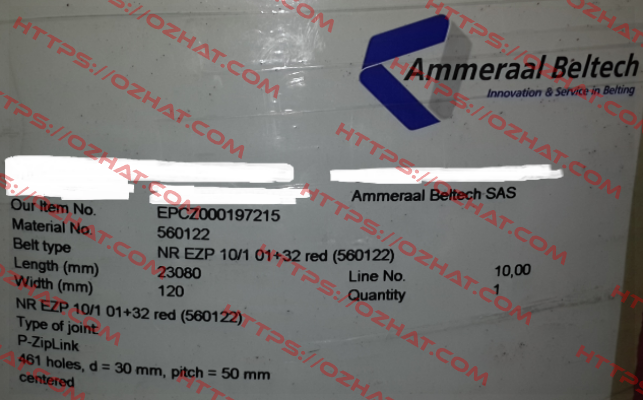 Ammeraal Beltech
Innovation & Service in Belting
Ammeraal Beltech SAS
Our Item No. EPCZ000197215
Material No. 560122
Belt type NR EZP 10/1 01+32 red (560122)
Length (mm) 23080 Line No. 10,00
Width (mm) 120 Quantity 1
NR EZP 10/1 01+32 red (560122)
Type of joint:
P-ZipLink
461 holes, d = 30 mm, pitch = 50 mm
centered
HTTPS://OZHAT.COM